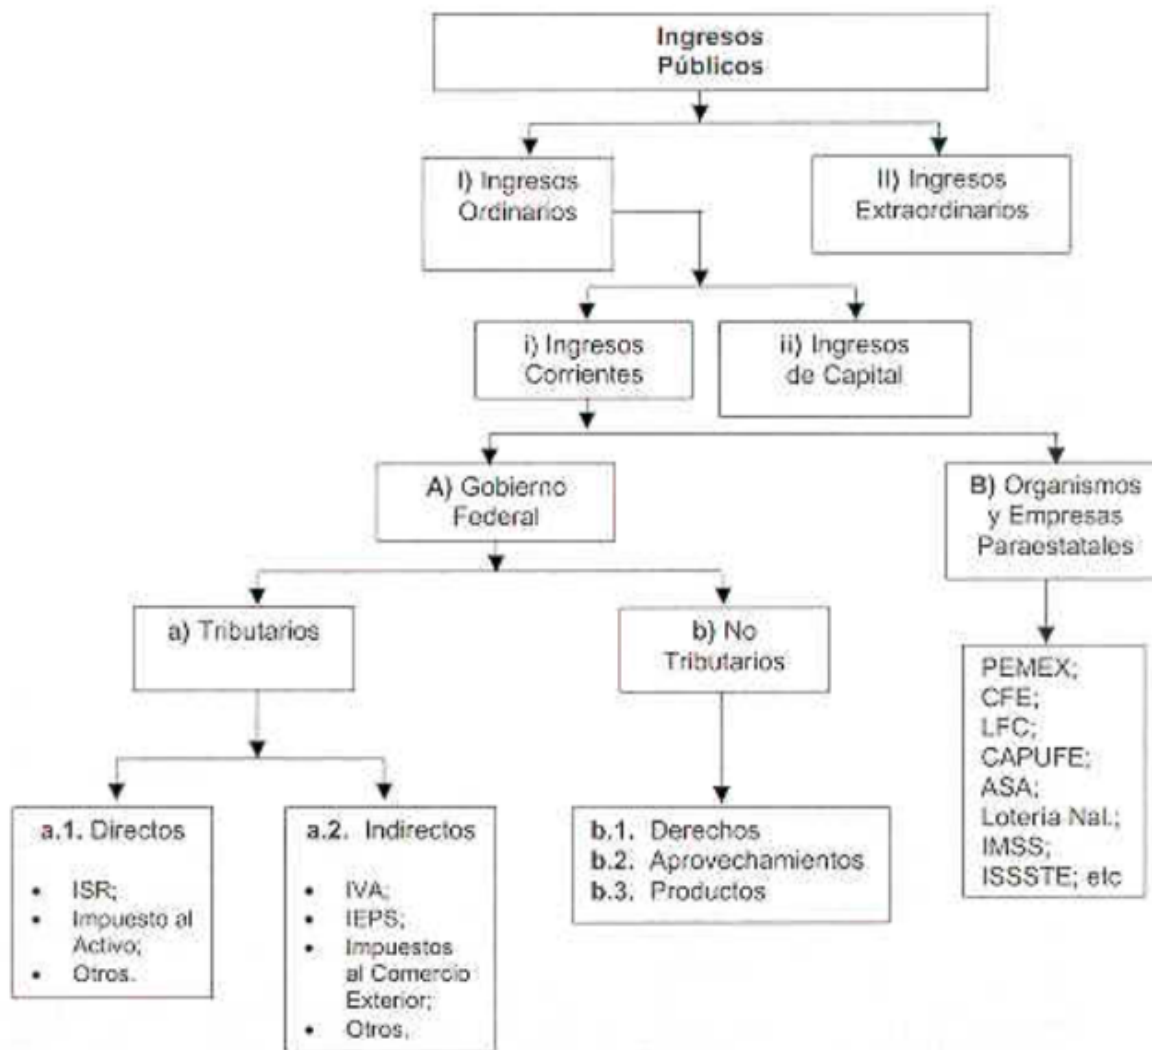 Ingresos
Públicos
I) Ingresos
Ordinarios
II) Ingresos
Extraordinarios
i) Ingresos
Corrientes
ii) Ingresos
de Capital
A) Gobierno
Federal
B) Organismos
y Empresas
Paraestatales
a) Tributarios
b) No
Tributarios
PEMEX;
CFE;
LFC;
CAPUFE;
ASA;
Loteria Nal.;
IMSS;
ISSSTE; etc
a.1. Directos
• ISR;
• Impuesto al
Activo;
• Otros.
a.2. Indirectos
• IVA;
• IEPS;
• Impuestos
al Comercio
Exterior;
• Otros.
b.1. Derechos
b.2. Aprovechamientos
b.3. Productos